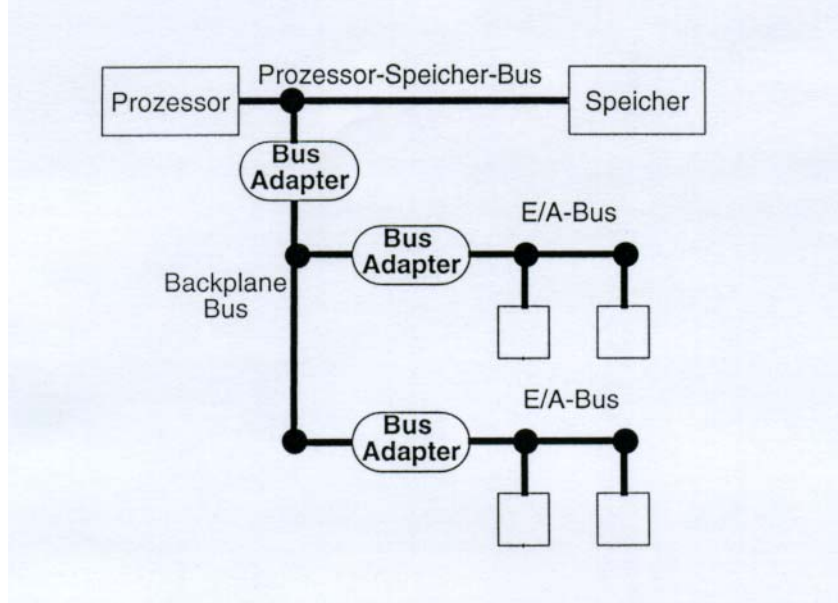 Prozessor-Speicher-Bus
Prozessor
Speicher
Bus
Adapter
E/A-Bus
Bus
Adapter
Backplane
Bus
E/A-Bus
Bus
Adapter